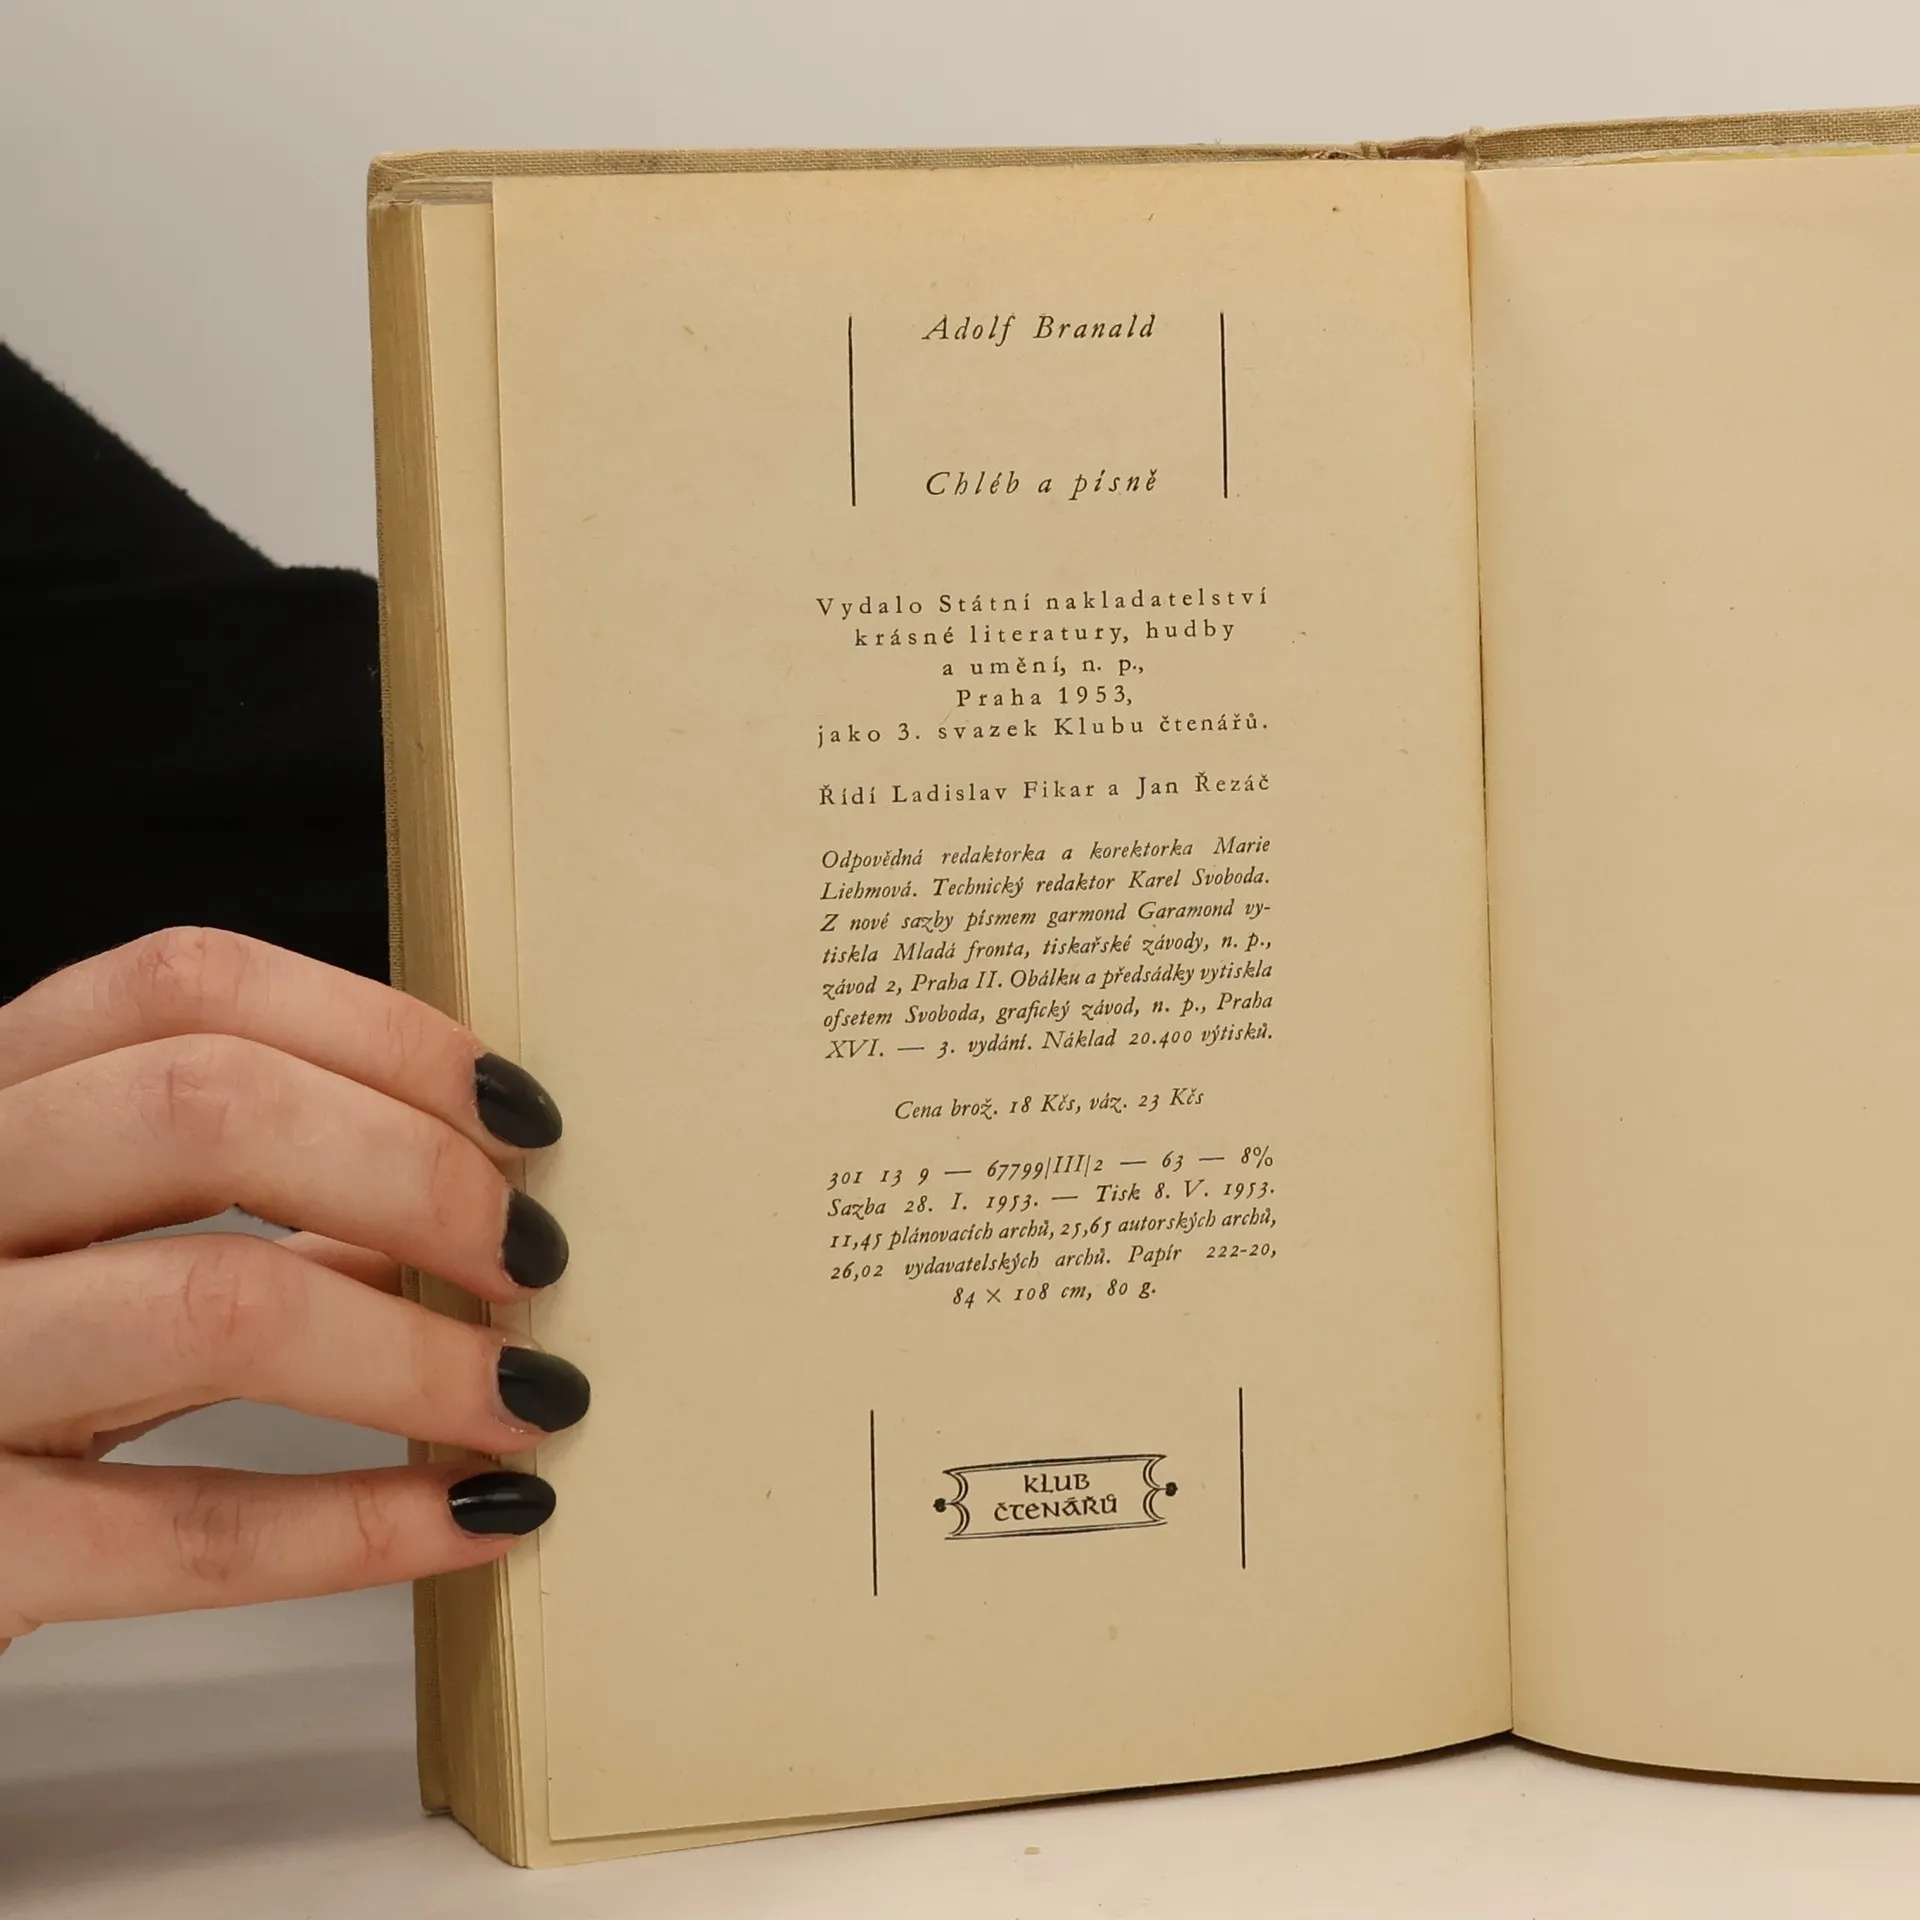 Adolf Branald
Chléb a písně
Vydalo Státní nakladatelství
krásné literatury, hudby
a umění, n. p.,
Praha 1953,
jako 3. svazek Klubu čtenářů.
Řídí Ladislav Fikar a Jan Řezáč
Odpovědná redaktorka a korektorka Marie
Liehmová. Technický redaktor Karel Svoboda.
Z nové sazby písmem garmond Garamond vy-
tiskla Mladá fronta, tiskařské závody, n. p.,
závod 2, Praha II. Obálku a předsádky vytiskla
ofsetem Svoboda, grafický závod, n. p., Praha
XVI. — 3. vydání. Náklad 20.400 výtisků.
Cena brož. 18 Kčs, váz. 23 Kčs
301 13 9 — 67799|III|2 — 63 — 8%
Sazba 28. I. 1953. — Tisk 8. V. 1953.
11,45 plánovacích archů, 25,65 autorských archů,
26,02 vydavatelských archů. Papír 222-20,
84 × 108 cm, 80 g.
KLUB
ČTENÁŘŮ